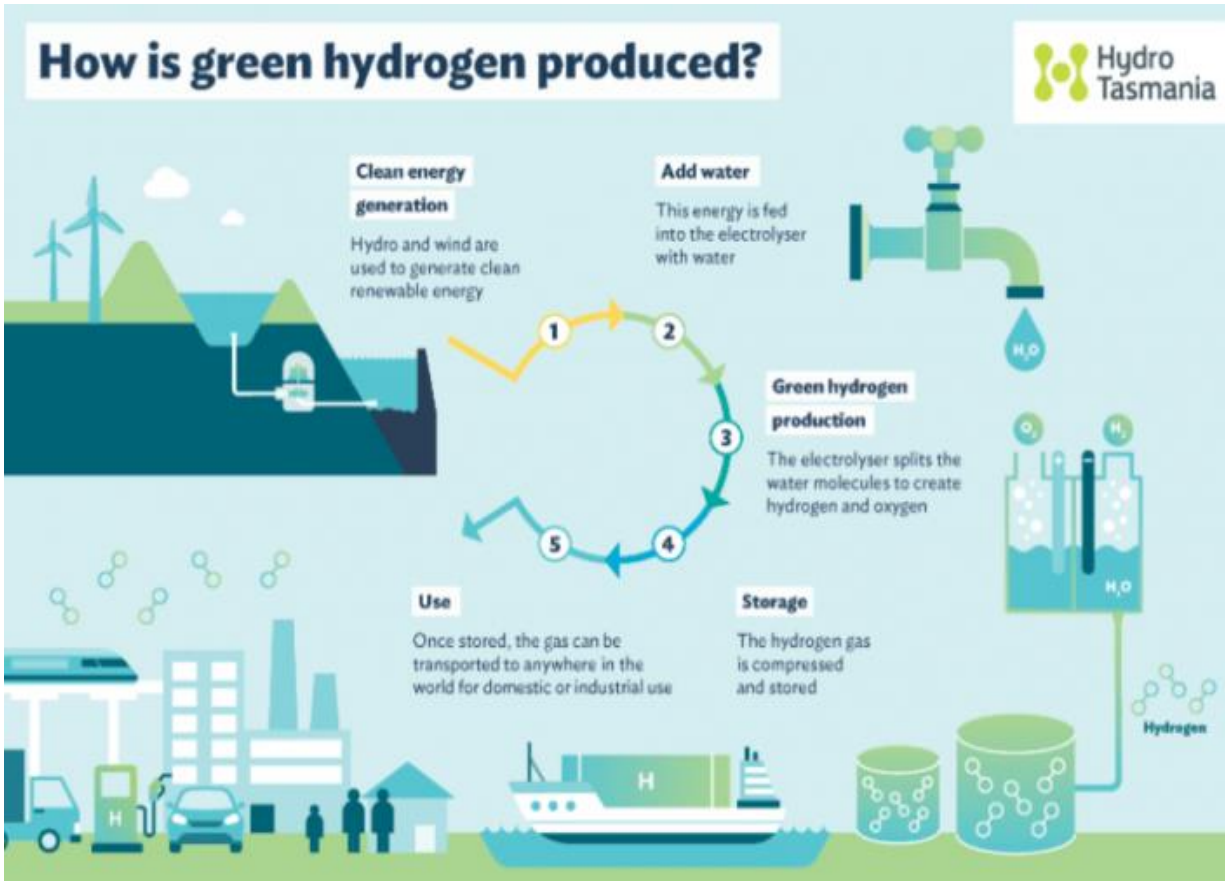 How is green hydrogen produced?
Hydro
Tasmania
Clean energy
generation
Hydro and wind are
used to generate clean
renewable energy
Add water
This energy is fed
into the electrolyser
with water
H₂O
1
2
3
4
5
Green hydrogen
production
The electrolyser splits the
water molecules to create
hydrogen and oxygen
O₂
H₂
+
-
H₂O
Use
Once stored, the gas can be
transported to anywhere in the
world for domestic or industrial use
Storage
The hydrogen gas
is compressed
and stored
Hydrogen
H
H